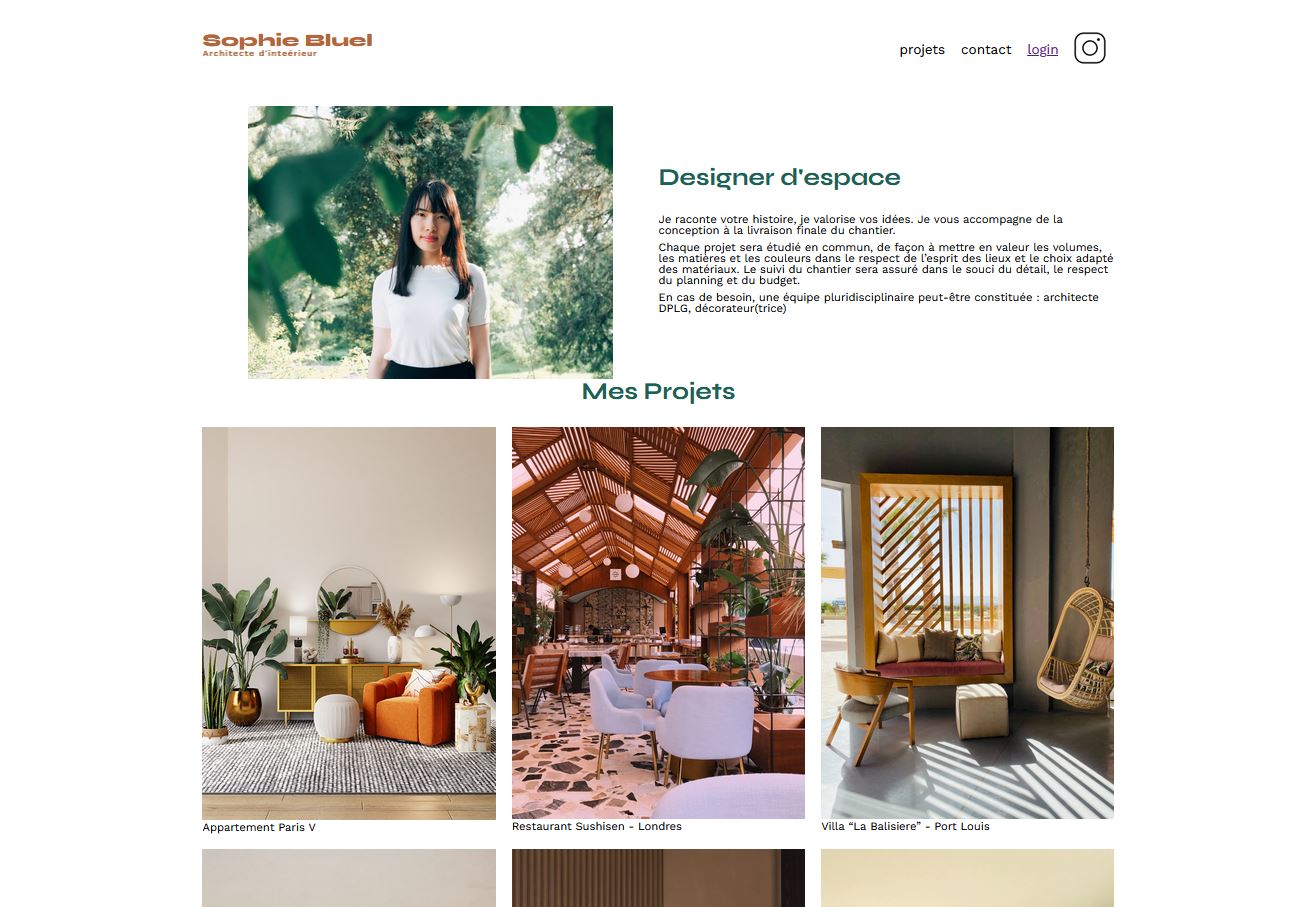 Sophie Bluel
Architecte d'inteérieur
projets contact login
Designer d'espace
Je raconte votre histoire, je valorise vos idées. Je vous accompagne de la
conception à la livraison finale du chantier.
Chaque projet sera étudié en commun, de façon à mettre en valeur les volumes,
les matières et les couleurs dans le respect de l’esprit des lieux et le choix adapté
des matériaux. Le suivi du chantier sera assuré dans le souci du détail, le respect
du planning et du budget.
En cas de besoin, une équipe pluridisciplinaire peut-être constituée : architecte
DPLG, décorateur(trice)
Mes Projets
Appartement Paris V
Restaurant Sushisen - Londres
Villa “La Balisiere” - Port Louis